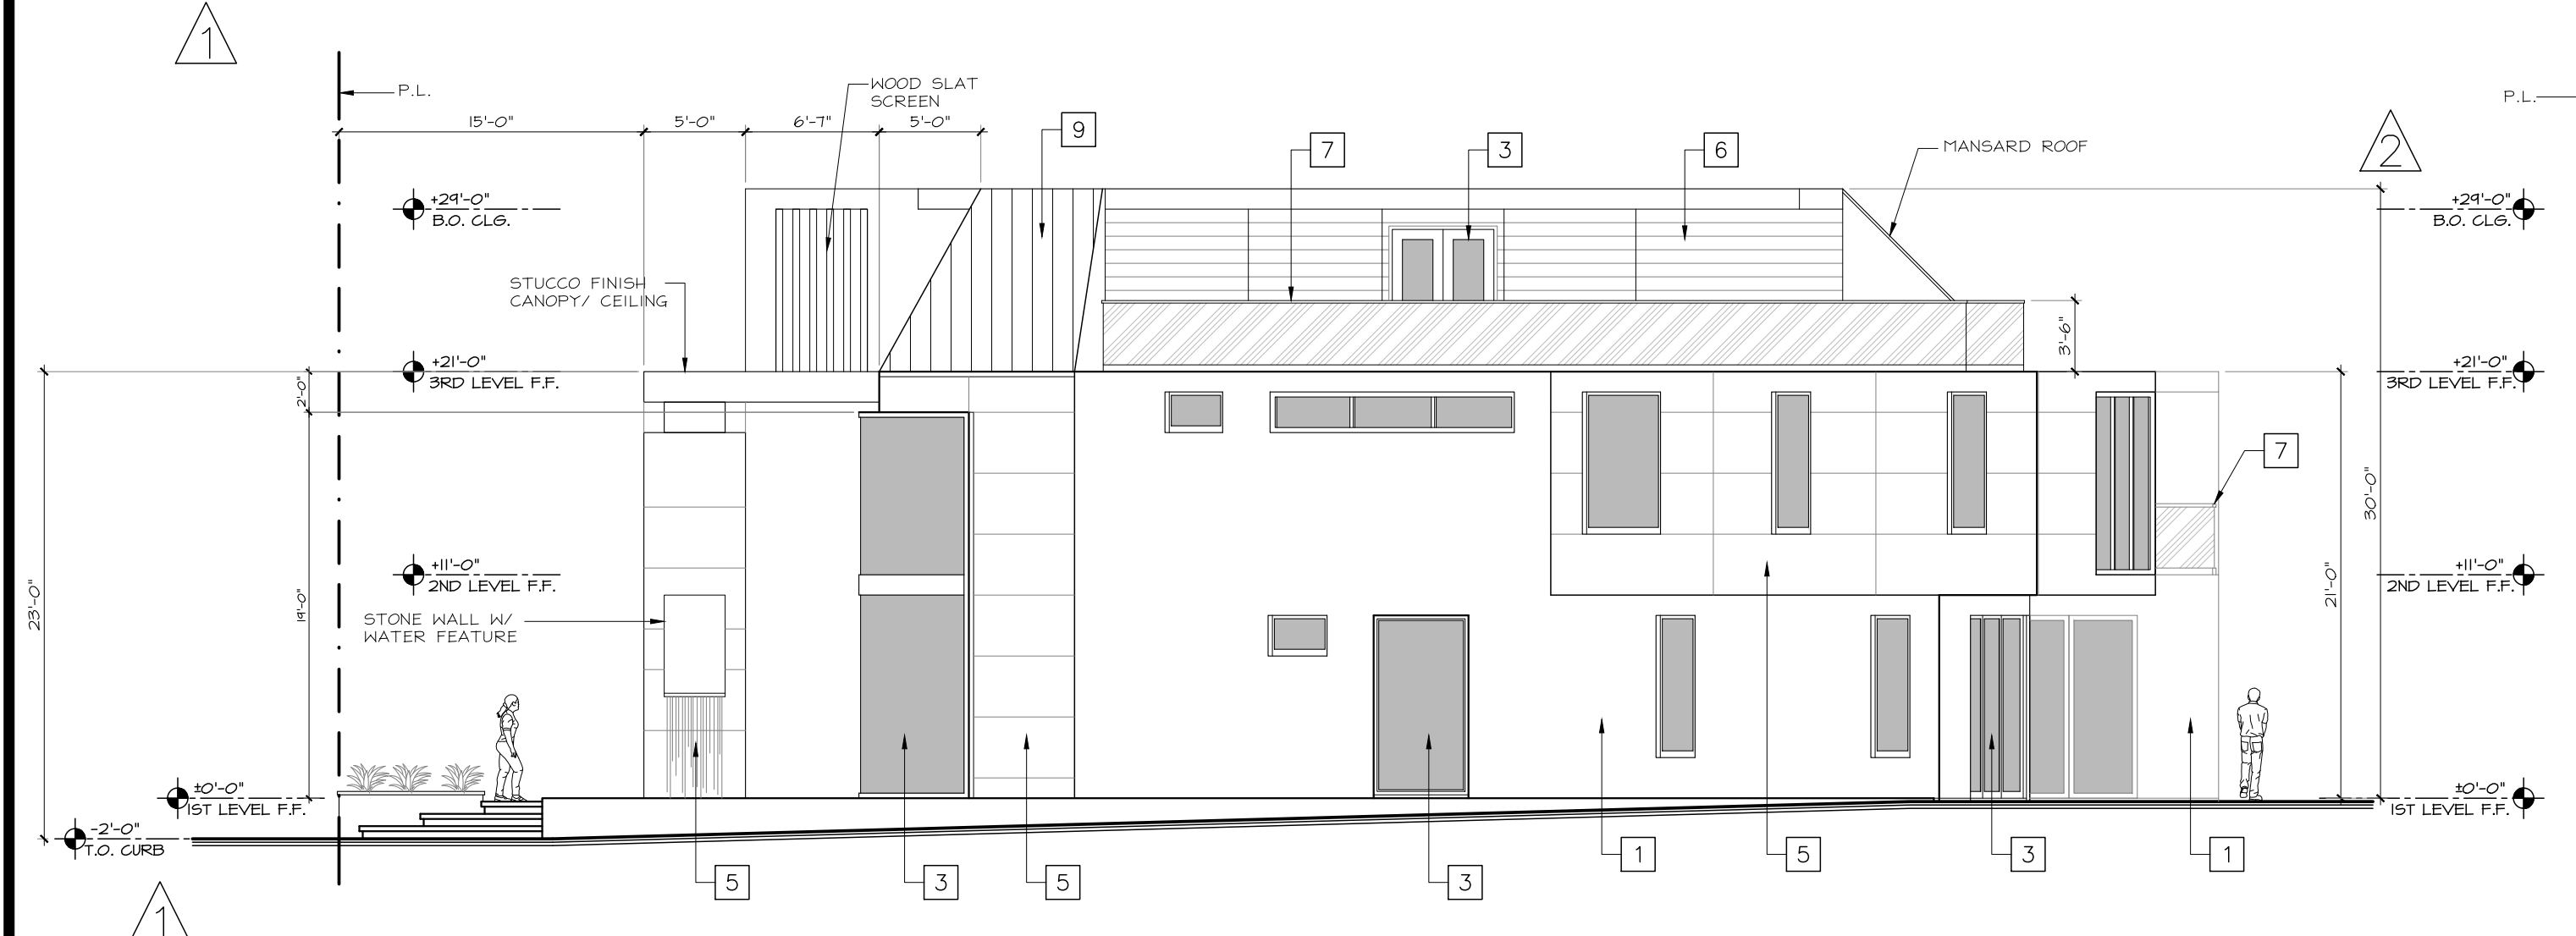 1
P.L.
WOOD SLAT
SCREEN
P.L.
15'-0"
5'-0"
6'-7"
5'-0"
9
7
3
6
MANSARD ROOF
2
+29'-0"
B.O. CLG.
+29'-0"
B.O. CLG.
STUCCO FINISH
CANOPY/ CEILING
3'-6"
+21'-0"
3RD LEVEL F.F.
2'-0"
+21'-0"
3RD LEVEL F.F.
7
30'-0"
+11'-0"
2ND LEVEL F.F.
+11'-0"
2ND LEVEL F.F.
21'-0"
23'-0"
19'-0"
STONE WALL W/
WATER FEATURE
±0'-0"
1ST LEVEL F.F.
±0'-0"
1ST LEVEL F.F.
-2'-0"
T.O. CURB
1
5
3
1
5
3
5
3
1